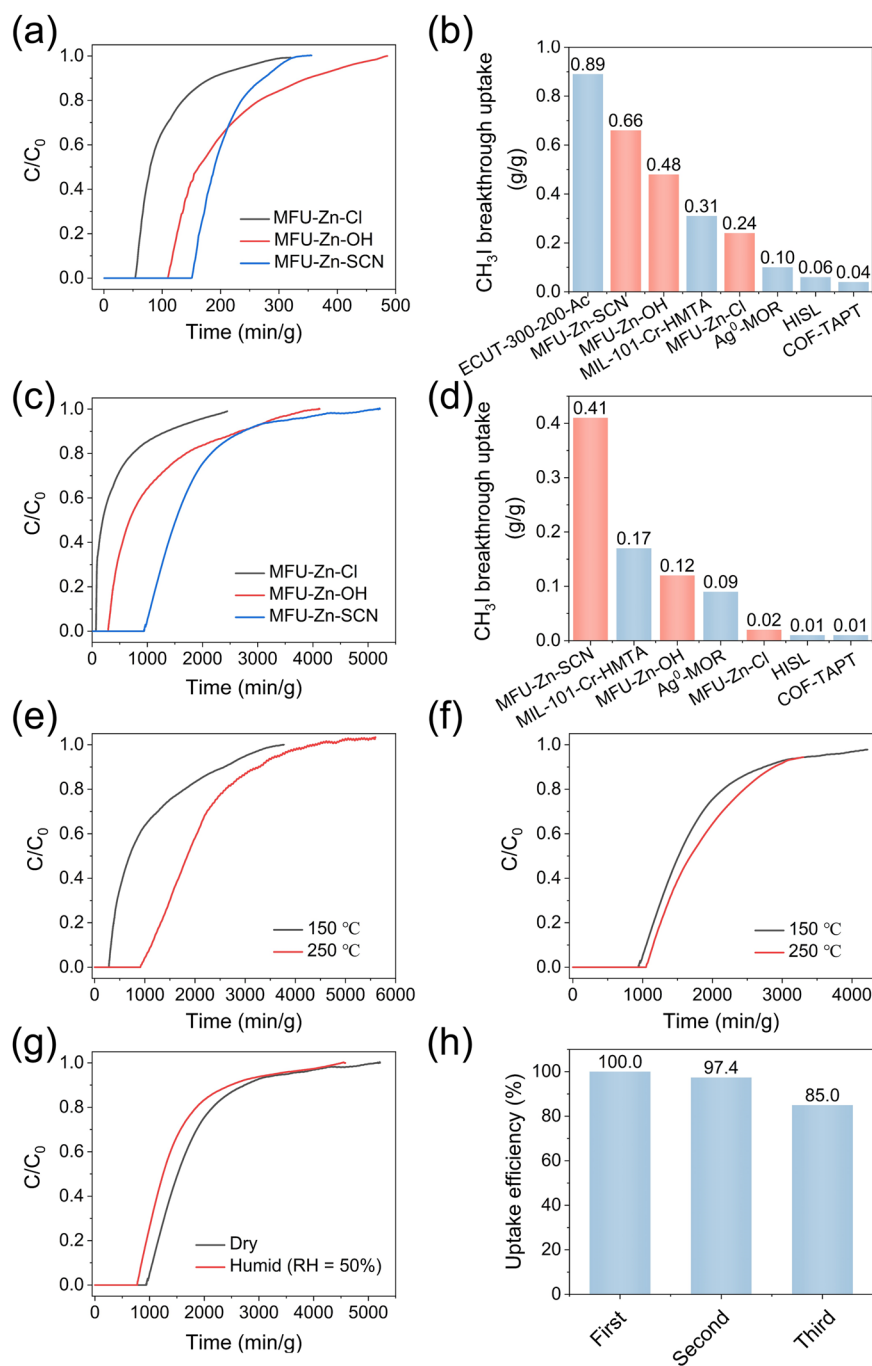 (a)
C/C₀
1.0
0.8
0.6
0.4
0.2
0.0
MFU-Zn-Cl
MFU-Zn-OH
MFU-Zn-SCN
0 100 200 300 400 500
Time (min/g)
(b)
CH₃I breakthrough uptake
(g/g)
1.0
0.8
0.6
0.4
0.2
0.0
0.89
0.66
0.48
0.31
0.24
0.10
0.06
0.04
ECUT-300-200-Ac
MFU-Zn-SCN
MFU-Zn-OH
MIL-101-Cr-HMTA
MFU-Zn-Cl
Ag⁰-MOR
HISL
COF-TAPT
(c)
C/C₀
1.0
0.8
0.6
0.4
0.2
0.0
MFU-Zn-Cl
MFU-Zn-OH
MFU-Zn-SCN
0 1000 2000 3000 4000 5000
Time (min/g)
(d)
CH₃I breakthrough uptake
(g/g)
0.4
0.3
0.2
0.1
0.0
0.41
0.17
0.12
0.09
0.02
0.01
0.01
MFU-Zn-SCN
MIL-101-Cr-HMTA
MFU-Zn-OH
Ag⁰-MOR
MFU-Zn-Cl
HISL
COF-TAPT
(e)
C/C₀
1.0
0.8
0.6
0.4
0.2
0.0
150 ℃
250 ℃
0 1000 2000 3000 4000 5000 6000
Time (min/g)
(f)
C/C₀
1.0
0.8
0.6
0.4
0.2
0.0
150 ℃
250 ℃
0 1000 2000 3000 4000
Time (min/g)
(g)
C/C₀
1.0
0.8
0.6
0.4
0.2
0.0
Dry
Humid (RH = 50%)
0 1000 2000 3000 4000 5000
Time (min/g)
(h)
Uptake efficiency (%)
100
80
60
40
20
0
100.0
97.4
85.0
First
Second
Third